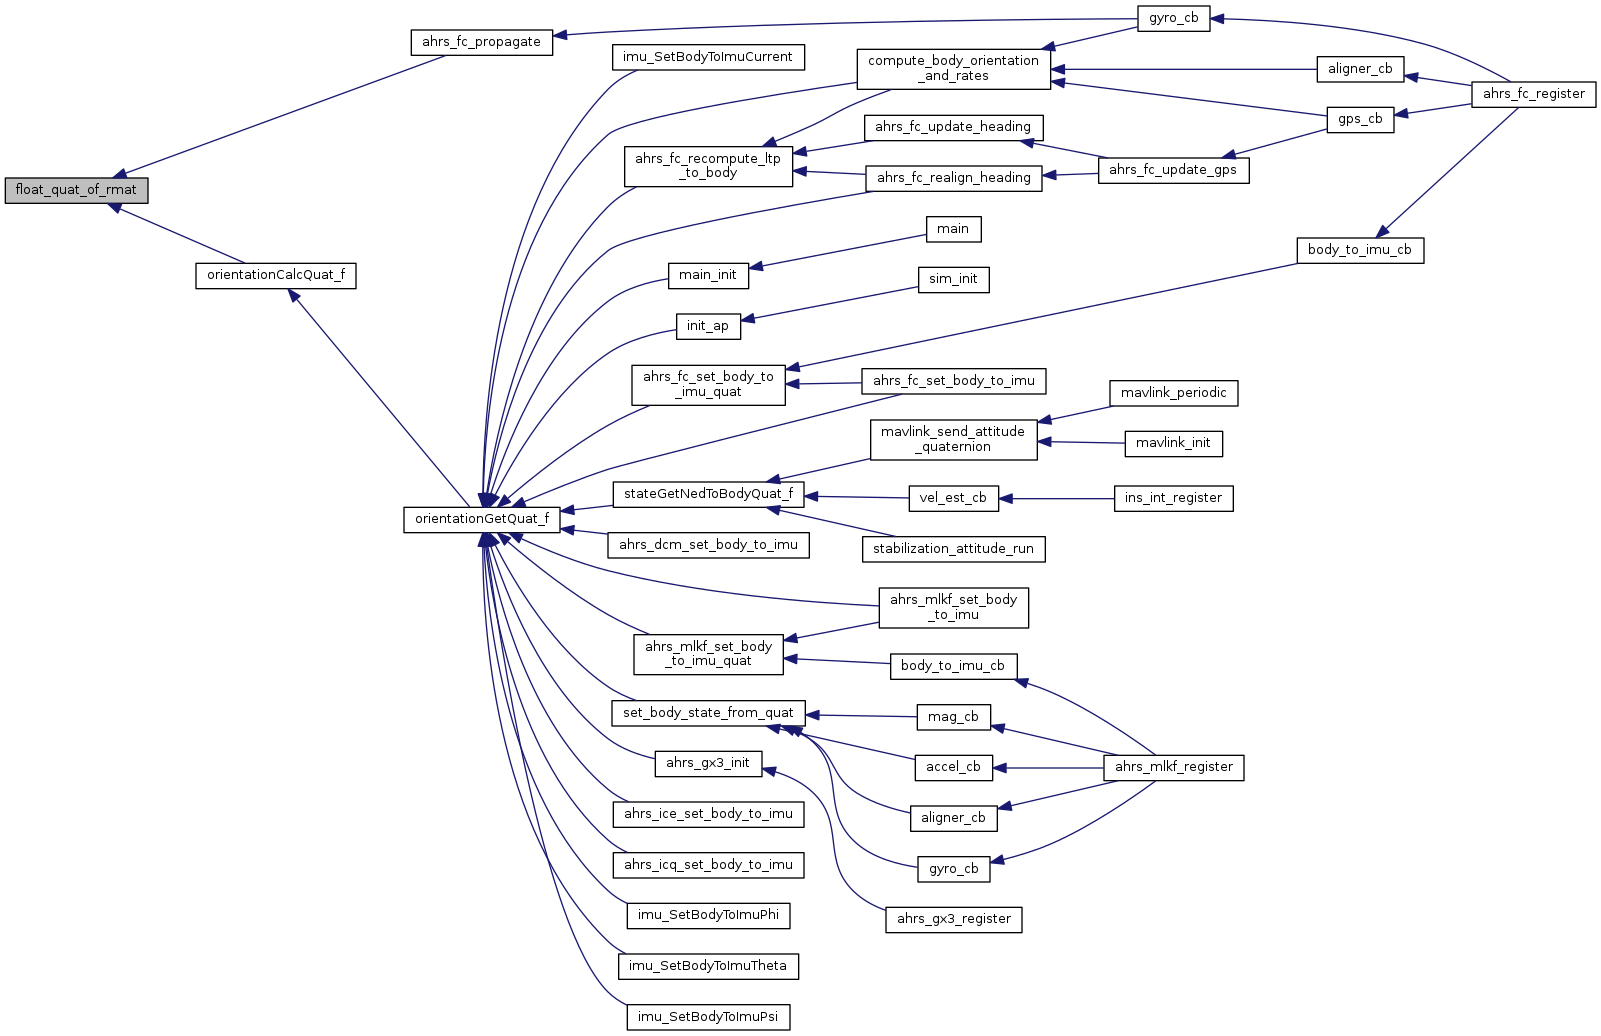 float_quat_of_rmat
ahrs_fc_propagate
orientationCalcQuat_f
orientationGetQuat_f
imu_SetBodyToImuCurrent
ahrs_fc_recompute_ltp
_to_body
main_init
init_ap
ahrs_fc_set_body_to
_imu_quat
stateGetNedToBodyQuat_f
ahrs_dcm_set_body_to_imu
ahrs_mlkf_set_body
_to_imu_quat
set_body_state_from_quat
ahrs_gx3_init
ahrs_ice_set_body_to_imu
ahrs_icq_set_body_to_imu
imu_SetBodyToImuPhi
imu_SetBodyToImuTheta
imu_SetBodyToImuPsi
compute_body_orientation
_and_rates
ahrs_fc_update_heading
ahrs_fc_realign_heading
main
sim_init
ahrs_fc_set_body_to_imu
mavlink_send_attitude
_quaternion
vel_est_cb
stabilization_attitude_run
ahrs_mlkf_set_body
_to_imu
body_to_imu_cb
mag_cb
accel_cb
aligner_cb
gyro_cb
ahrs_gx3_register
gyro_cb
aligner_cb
gps_cb
ahrs_fc_update_gps
body_to_imu_cb
mavlink_periodic
mavlink_init
ins_int_register
ahrs_mlkf_register
ahrs_fc_register